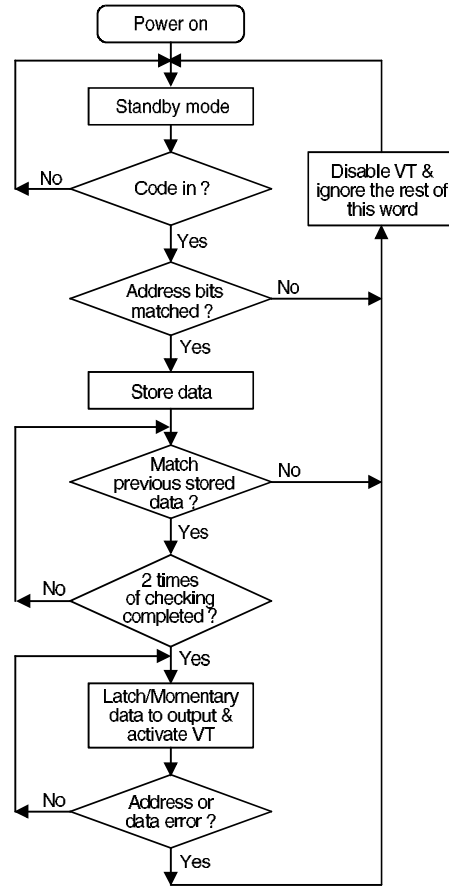 Power on
Standby mode
No
Code in ?
Disable VT &
ignore the rest of
this word
Yes
Address bits
matched ?
No
Yes
Store data
Match
previous stored
data ?
No
Yes
2 times
of checking
completed ?
No
Yes
Latch/Momentary
data to output &
activate VT
No
Address or
data error ?
Yes